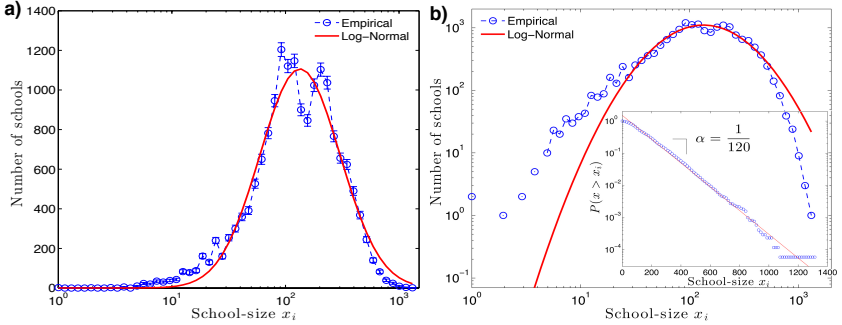 a)
Number of schools
1400
1200
1000
800
600
400
200
0
10^0
10^1
10^2
10^3
School-size x_i
Empirical
Log-Normal
b)
Number of schools
10^3
10^2
10^1
10^0
10^-1
10^0
10^1
10^2
10^3
School-size x_i
Empirical
Log-Normal
P(x > x_i)
10^0
10^-1
10^-2
10^-3
10^-4
α = 1/120
0
200
400
600
800
1000
1200
1400
School-size x_i